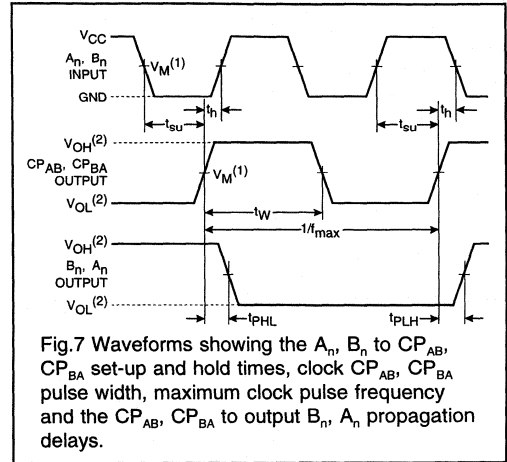 VCC
An, Bn
INPUT
VM(1)
GND
th
th
tsu
tsu
VOH(2)
CPAB, CPBA
OUTPUT
VM(1)
VOL(2)
tW
1/fmax
VOH(2)
Bn, An
OUTPUT
VOL(2)
tPHL
tPLH
Fig.7 Waveforms showing the An, Bn to CPAB,
CPBA set-up and hold times, clock CPAB, CPBA
pulse width, maximum clock pulse frequency
and the CPAB, CPBA to output Bn, An propagation
delays.